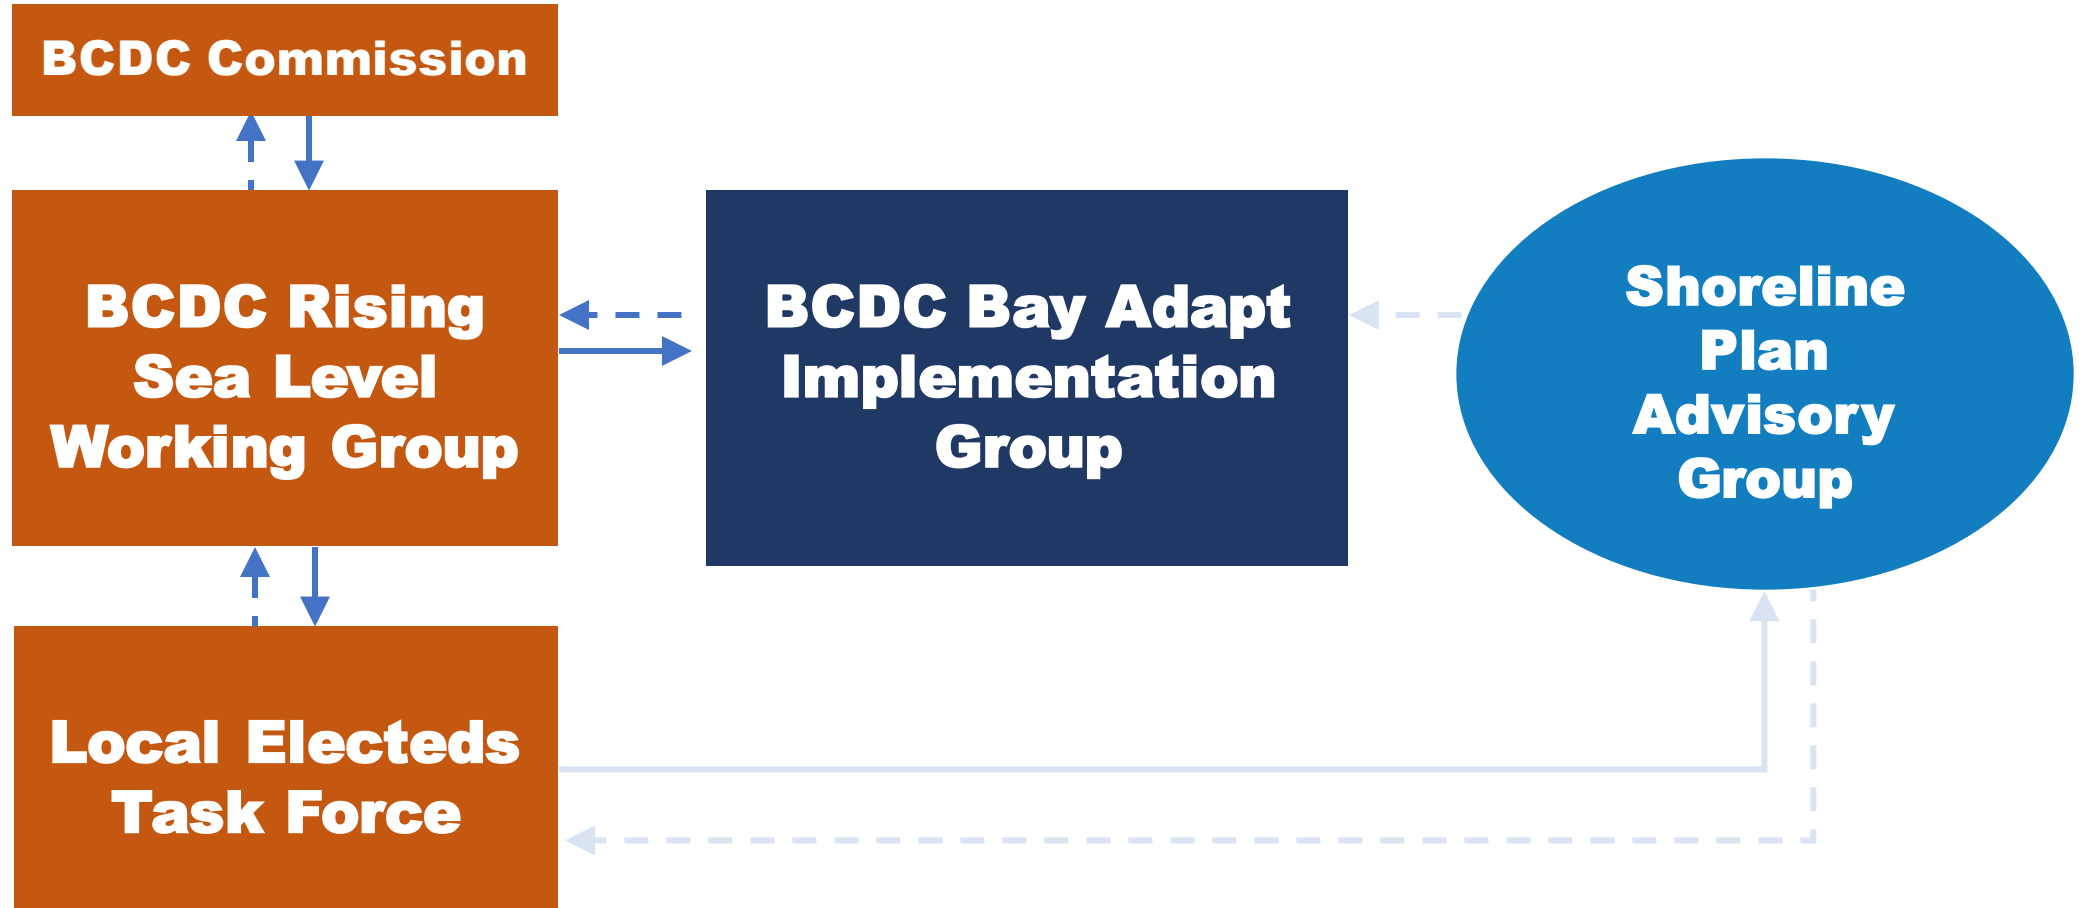 BCDC Commission
BCDC Rising
Sea Level
Working Group
BCDC Bay Adapt
Implementation
Group
Shoreline
Plan
Advisory
Group
Local Electeds
Task Force